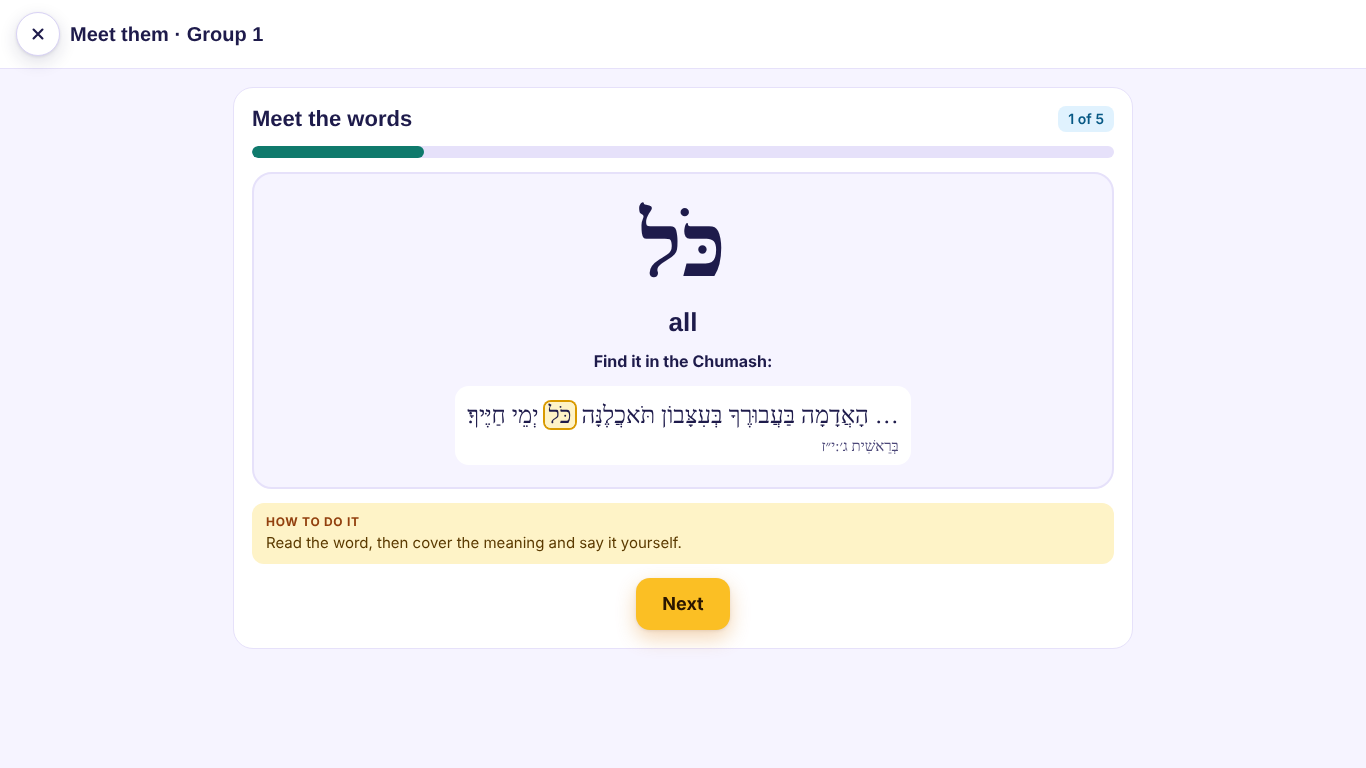 Meet them · Group 1
Meet the words
1 of 5
כֹּל
all
Find it in the Chumash:
… הָאֲדָמָה בַּעֲבוּרֶךָ בְּעִצָּבוֹן תֹּאכֲלֶנָּה כֹּל יְמֵי חַיֶּיךָ׃
בְּרֵאשִׁית ג׳:י״ז
HOW TO DO IT
Read the word, then cover the meaning and say it yourself.
Next